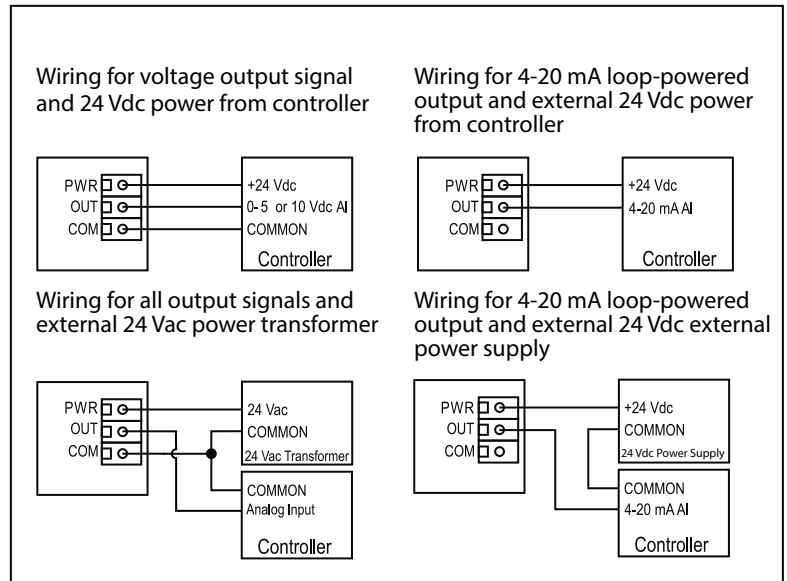 Wiring for voltage output signal
and 24 Vdc power from controller
PWR
OUT
COM
+24 Vdc
0-5 or 10 Vdc AI
COMMON
Controller
Wiring for 4-20 mA loop-powered
output and external 24 Vdc power
from controller
PWR
OUT
COM
+24 Vdc
4-20 mA AI
Controller
Wiring for all output signals and
external 24 Vac power transformer
PWR
OUT
COM
24 Vac
COMMON
24 Vac Transformer
COMMON
Analog Input
Controller
Wiring for 4-20 mA loop-powered
output and external 24 Vdc external
power supply
PWR
OUT
COM
+24 Vdc
COMMON
24 Vdc Power Supply
COMMON
4-20 mA AI
Controller